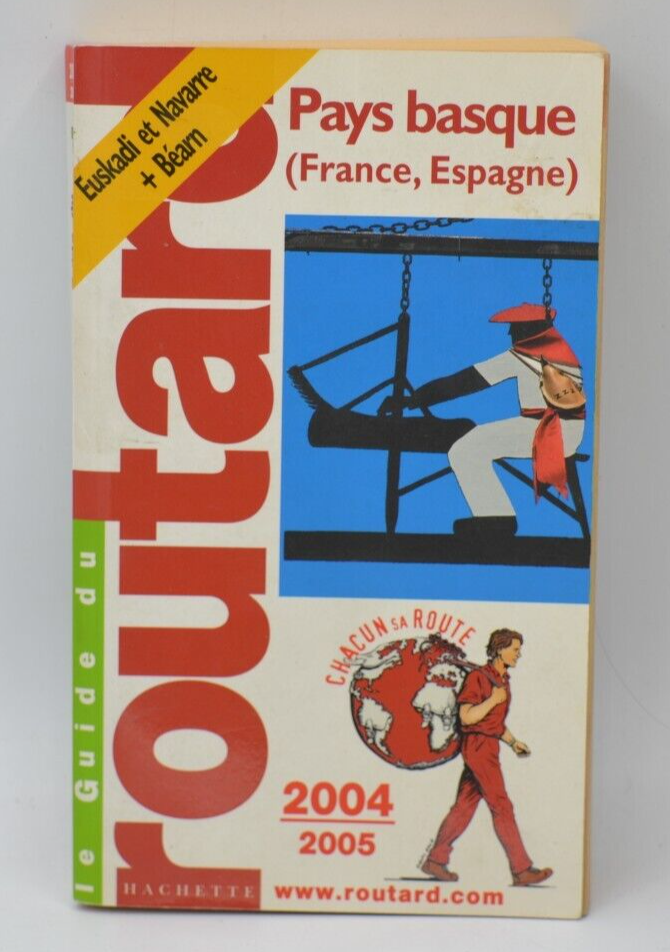 Euskadi et Navarre
+ Béarn
Pays basque
(France, Espagne)
le Guide du
routard
CHACUN SA ROUTE
2004
2005
HACHETTE
www.routard.com